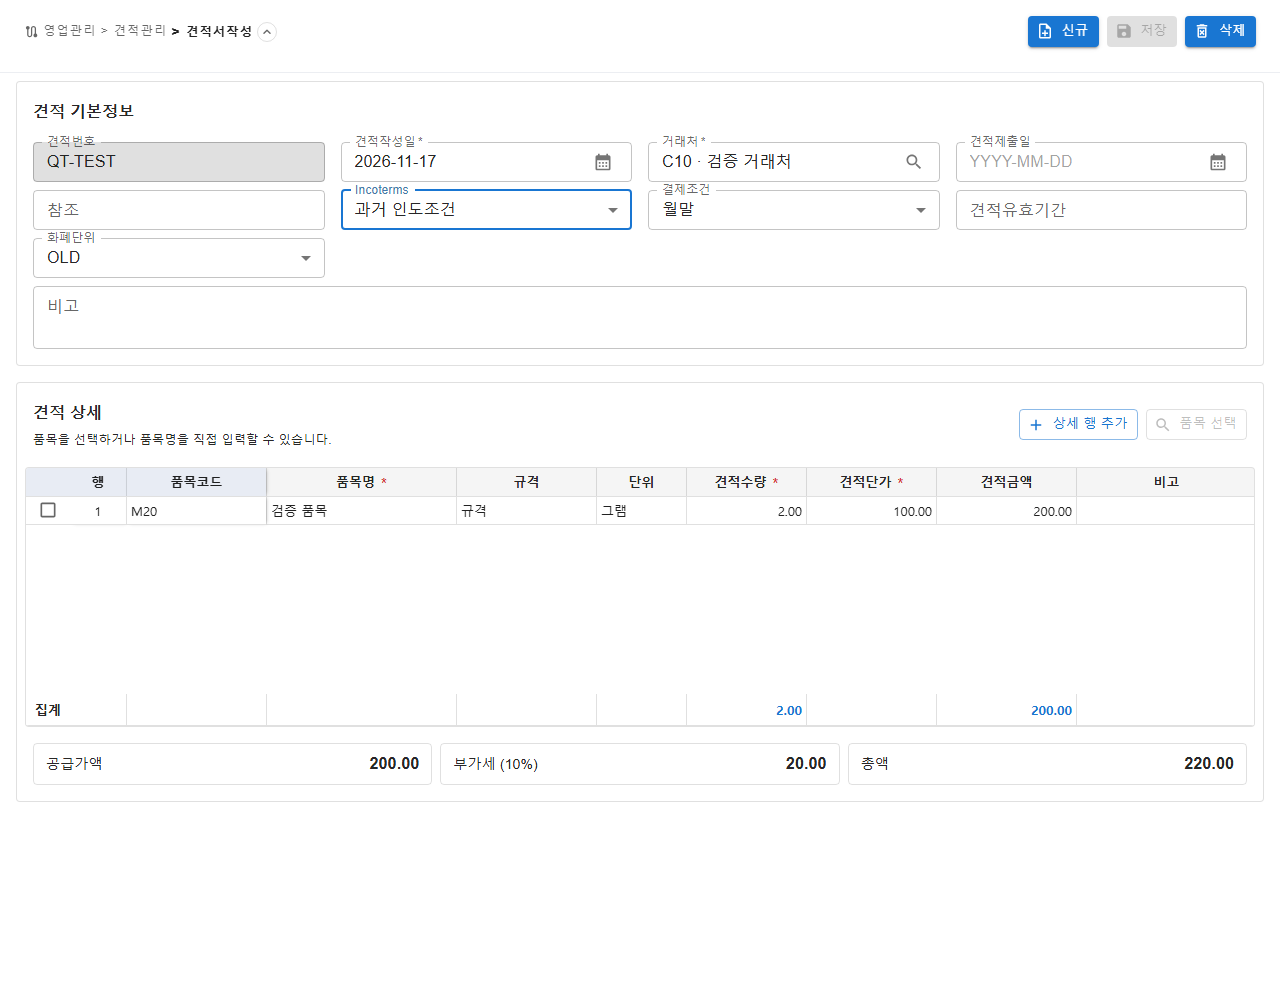 영업관리 > 견적관리 > 견적서작성
신규
저장
삭제
견적 기본정보
견적번호
QT-TEST
견적작성일 *
2026-11-17
거래처 *
C10 · 검증 거래처
견적제출일
YYYY-MM-DD
참조
Incoterms
과거 인도조건
결제조건
월말
견적유효기간
화폐단위
OLD
비고
견적 상세
품목을 선택하거나 품목명을 직접 입력할 수 있습니다.
상세 행 추가
품목 선택
행 품목코드 품목명 * 규격 단위 견적수량 * 견적단가 * 견적금액 비고
1 M20 검증 품목 규격 그램 2.00 100.00 200.00
집계 2.00 200.00
공급가액 200.00
부가세 (10%) 20.00
총액 220.00